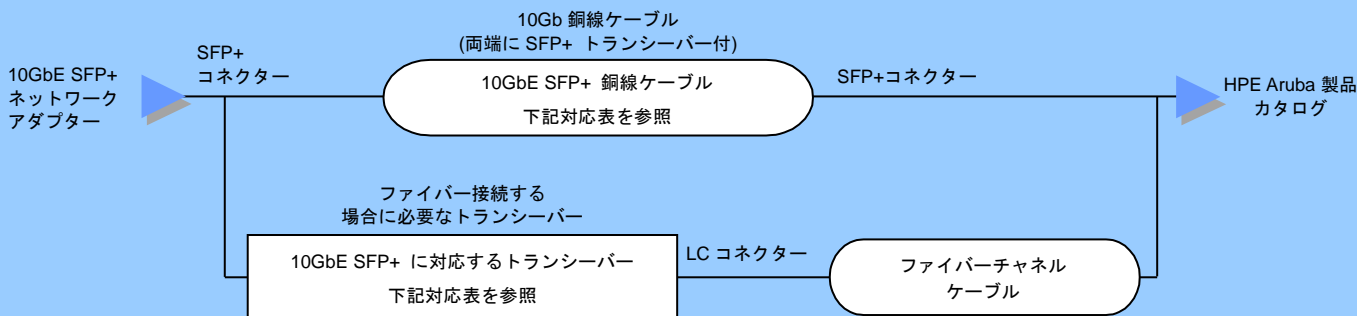 10Gb 銅線ケーブル
(両端に SFP+ トランシーバー付)
10GbE SFP+
ネットワーク
アダプター
SFP+
コネクター
10GbE SFP+ 銅線ケーブル
下記対応表を参照
SFP+コネクター
HPE Aruba 製品
カタログ
ファイバー接続する
場合に必要なトランシーバー
10GbE SFP+ に対応するトランシーバー
下記対応表を参照
LC コネクター
ファイバーチャネル
ケーブル